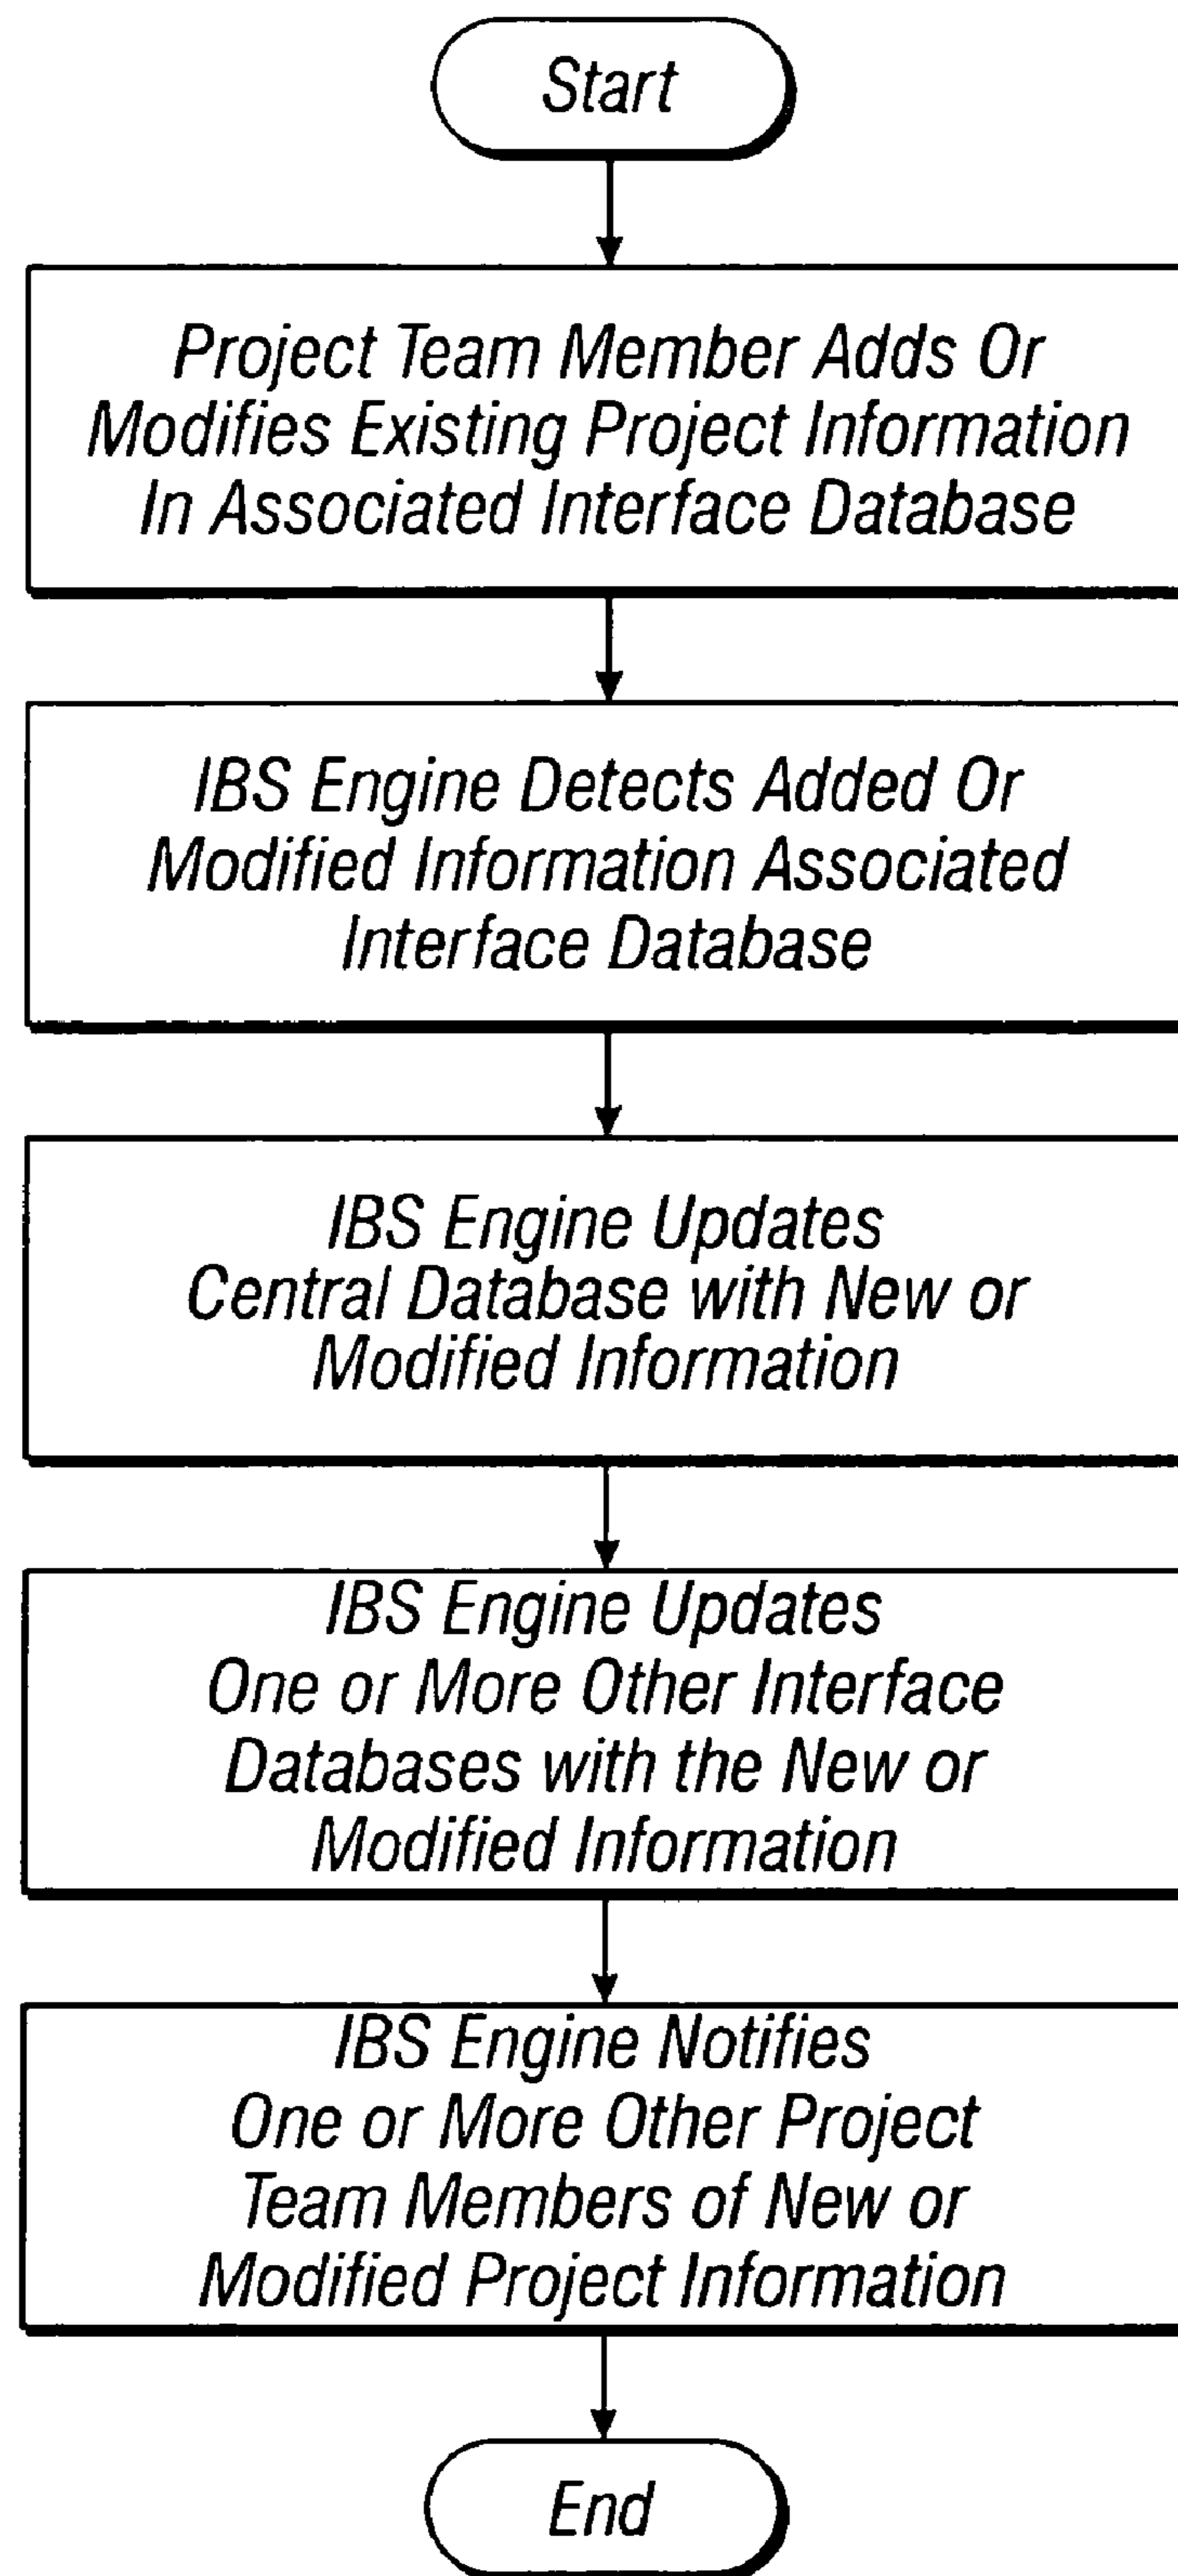 Start
Project Team Member Adds Or
Modifies Existing Project Information
In Associated Interface Database
IBS Engine Detects Added Or
Modified Information Associated
Interface Database
IBS Engine Updates
Central Database with New or
Modified Information
IBS Engine Updates
One or More Other Interface
Databases with the New or
Modified Information
IBS Engine Notifies
One or More Other Project
Team Members of New or
Modified Project Information
End